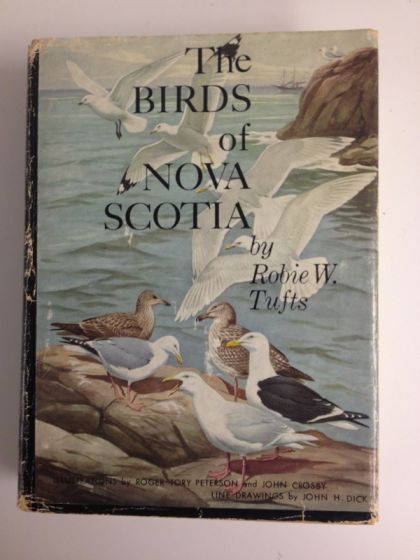 The
BIRDS
of
NOVA
SCOTIA
by
Robie W.
Tufts
ILLUSTRATIONS by ROGER TORY PETERSON and JOHN CROSBY
LINE DRAWINGS by JOHN H. DICK